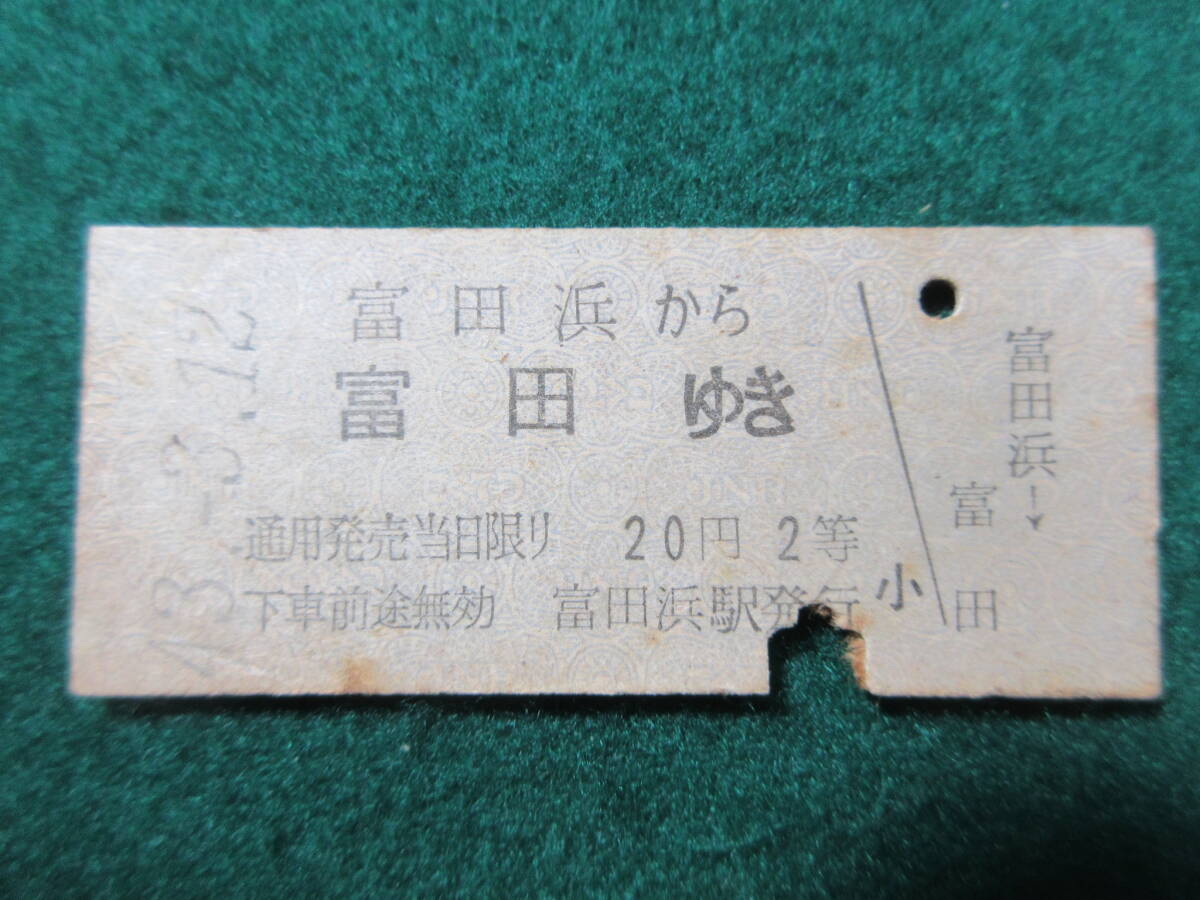 43.-3.12
富田浜から
富田ゆき
通用発売当日限り 20円 2等
下車前途無効 富田浜駅発行
小
富田浜→
富田